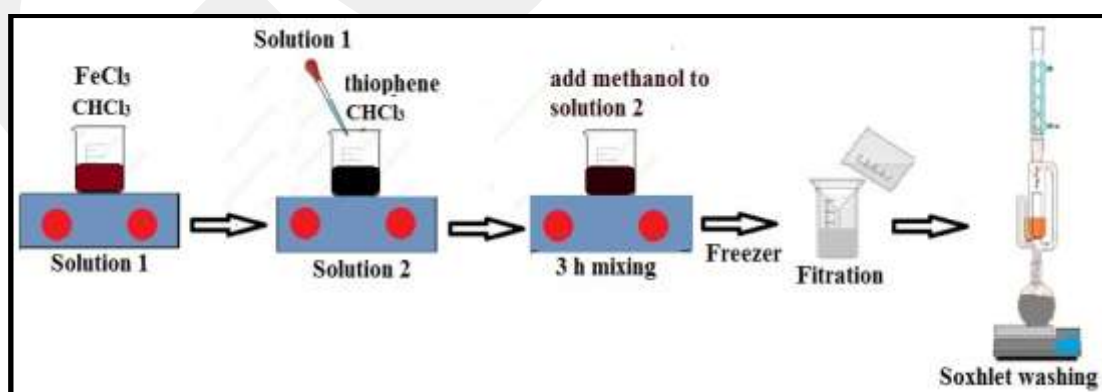 Solution 1
FeCl₃
CHCl₃
thiophene
CHCl₃
add methanol to
solution 2
Solution 1
Solution 2
3 h mixing
Freezer
Fitration
Soxhlet washing